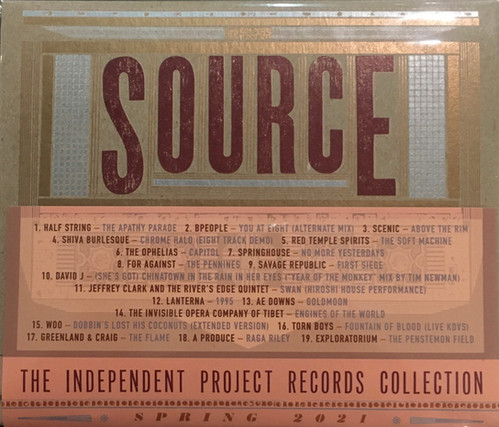 SOURCE
1. HALF STRING – THE APATHY PARADE 2. BPEOPLE – YOU AT EIGHT (ALTERNATE MIX) 3. SCENIC – ABOVE THE RIM
4. SHIVA BURLESQUE – CHROME HALO (EIGHT TRACK DEMO) 5. RED TEMPLE SPIRITS – THE SOFT MACHINE
6. THE OPHELIAS – CAPITOL 7. SPRINGHOUSE – NO MORE YESTERDAYS
8. FOR AGAINST – THE PENNINES 9. SAVAGE REPUBLIC – FIRST SIEGE
10. DAVID J – (SHE'S GOT) CHINATOWN IN THE RAIN IN HER EYES ("YEAR OF THE MONKEY" MIX BY TIM NEWMAN)
11. JEFFREY CLARK AND THE RIVER'S EDGE QUINTET – SWAN (HIROSHI HOUSE PERFORMANCE)
12. LANTERNA – 1995 13. AE DOWNS – GOLDMOON
14. THE INVISIBLE OPERA COMPANY OF TIBET – ENGINES OF THE WORLD
15. WOO – DOBBIN'S LOST HIS COCONUTS (EXTENDED VERSION) 16. TORN BOYS – FOUNTAIN OF BLOOD (LIVE KDVS)
17. GREENLAND & CRAIG – THE FLAME 18. A PRODUCE – RAGA RILEY 19. EXPLORATORIUM – THE PENSTEMON FIELD
THE INDEPENDENT PROJECT RECORDS COLLECTION
SPRING 2021